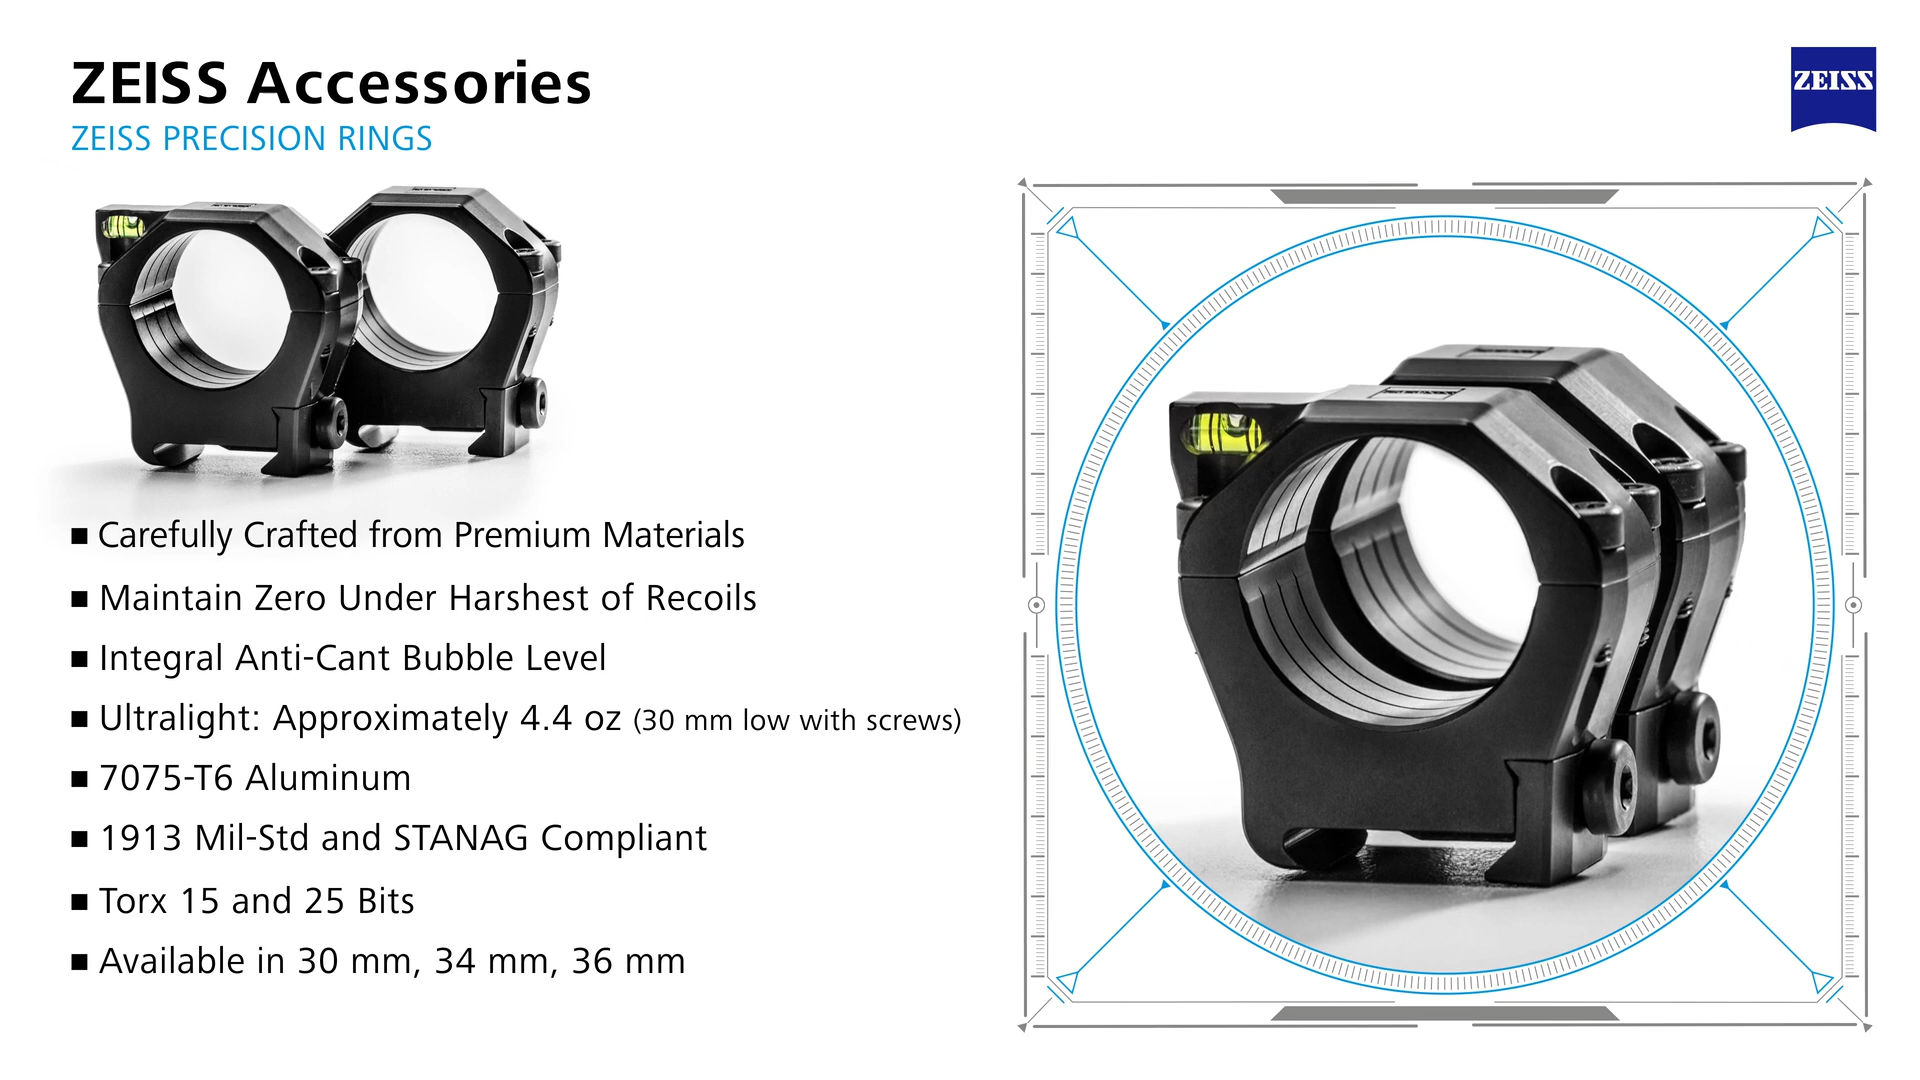 ZEISS Accessories
ZEISS PRECISION RINGS
ZEISS
■ Carefully Crafted from Premium Materials
■ Maintain Zero Under Harshest of Recoils
■ Integral Anti-Cant Bubble Level
■ Ultralight: Approximately 4.4 oz (30 mm low with screws)
■ 7075-T6 Aluminum
■ 1913 Mil-Std and STANAG Compliant
■ Torx 15 and 25 Bits
■ Available in 30 mm, 34 mm, 36 mm